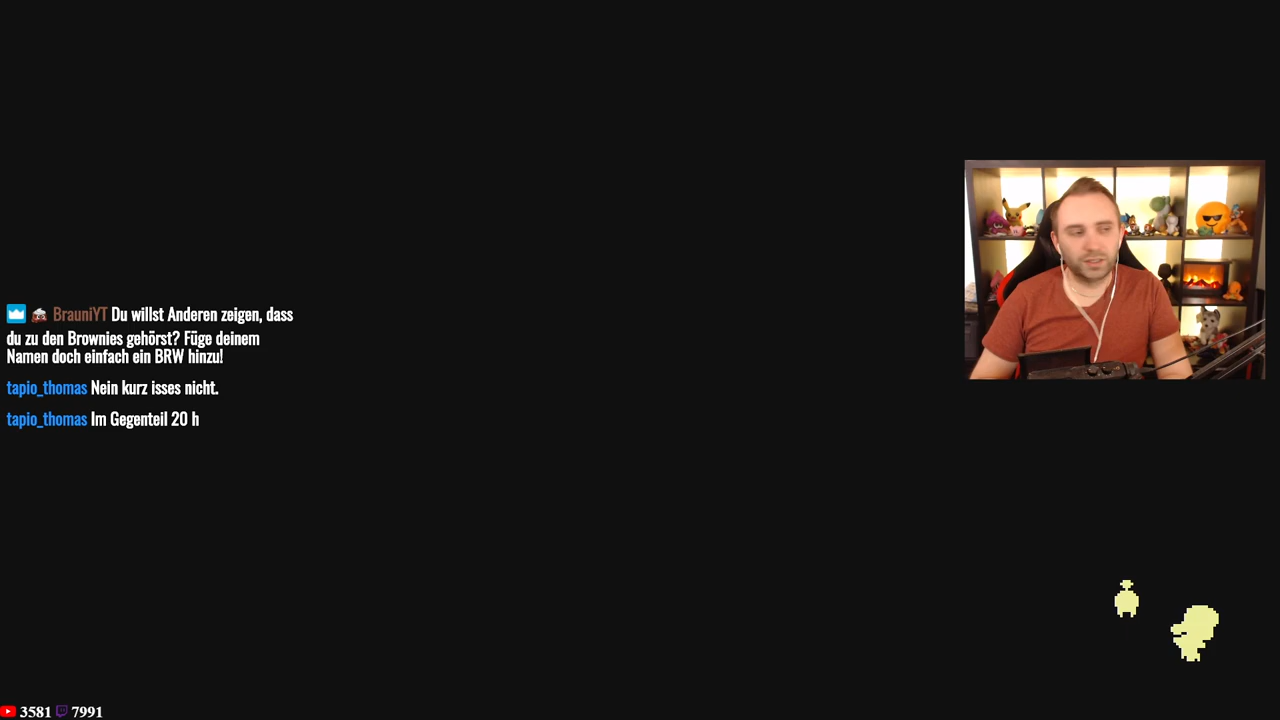 BrauniYT Du willst Anderen zeigen, dass
du zu den Brownies gehörst? Füge deinem
Namen doch einfach ein BRW hinzu!
tapio_thomas Nein kurz isses nicht.
tapio_thomas Im Gegenteil 20 h
3581 7991